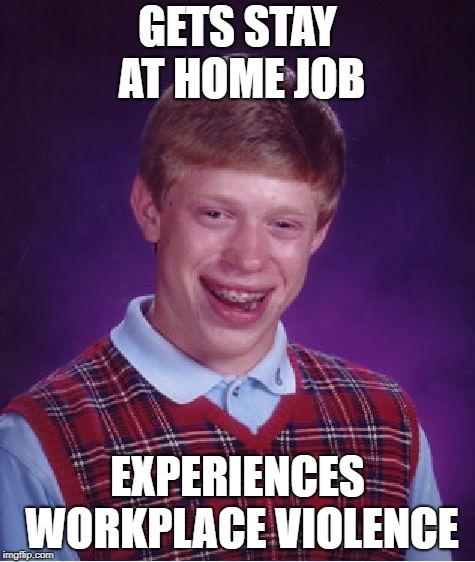 GETS STAY
AT HOME JOB
EXPERIENCES
WORKPLACE VIOLENCE
imgflip.com